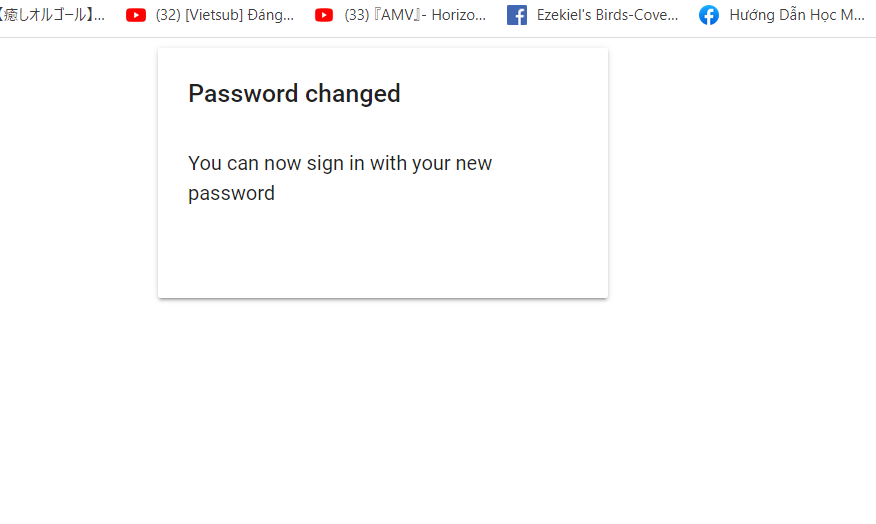 【癒しオルゴール】...
(32) [Vietsub] Đáng...
(33) 『AMV』- Horizo...
Ezekiel's Birds-Cove...
Hướng Dẫn Học M...
Password changed
You can now sign in with your new
password